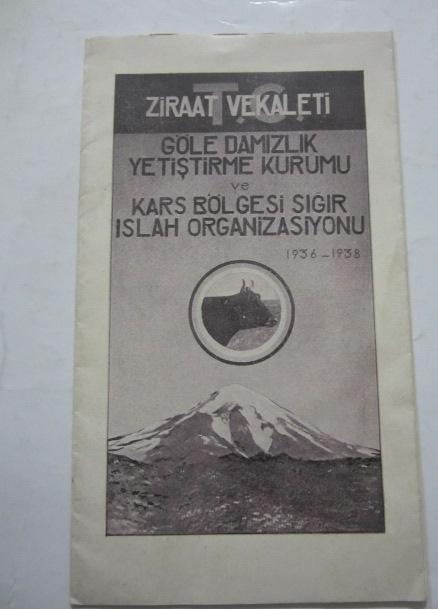 T.C.
ZİRAAT VEKALETİ
GÖLE DAMIZLIK
YETİŞTİRME KURUMU
ve
KARS BÖLGESİ SIĞIR
ISLAH ORGANİZASİYONU
1936-1938